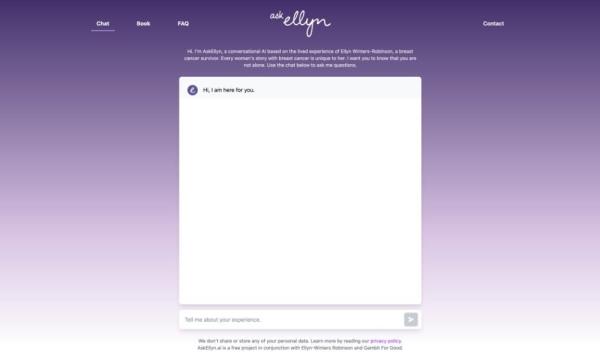 Chat Book FAQ ask ellyn Contact
Hi, I'm AskEllyn, a conversational AI based on the lived experience of Ellyn Winters-Robinson, a breast
cancer survivor. Every woman's story with breast cancer is unique to her. I want you to know that you are
not alone. Use the chat below to ask me questions.
Hi, I am here for you.
Tell me about your experience.
We don't share or store any of your personal data. Learn more by reading our privacy policy.
AskEllyn.ai is a free project in conjunction with Ellyn Winters Robinson and Gambit For Good.